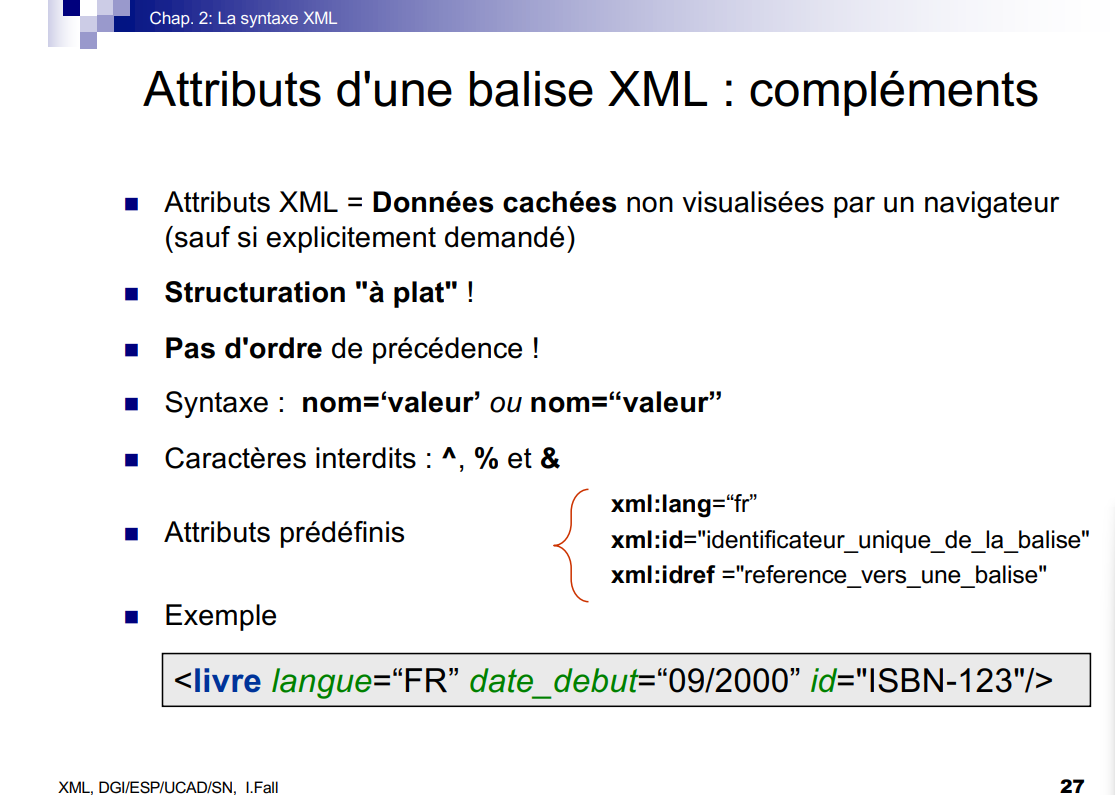 Chap. 2: La syntaxe XML
Attributs d'une balise XML : compléments
Attributs XML = Données cachées non visualisées par un navigateur
(sauf si explicitement demandé)
Structuration "à plat" !
Pas d'ordre de précédence !
Syntaxe : nom=‘valeur’ ou nom=“valeur”
Caractères interdits : ^, % et &
Attributs prédéfinis
xml:lang=“fr”
xml:id="identificateur_unique_de_la_balise"
xml:idref ="reference_vers_une_balise"
Exemple
<livre langue=“FR” date_debut=“09/2000” id="ISBN-123"/>
XML, DGI/ESP/UCAD/SN, I.Fall
27